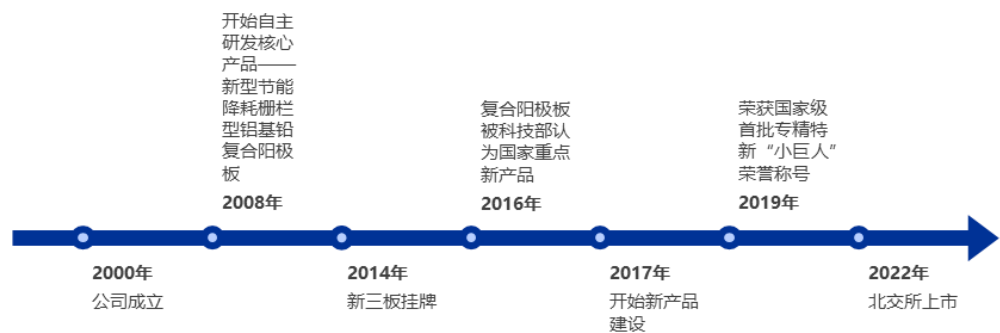 开始自主
研发核心
产品——
新型节能
降耗栅栏
型铝基铅
复合阳极
板
2008年
复合阳极板
被科技部认
为国家重点
新产品
2016年
荣获国家级
首批专精特
新“小巨人”
荣誉称号
2019年
2000年
公司成立
2014年
新三板挂牌
2017年
开始新产品
建设
2022年
北交所上市